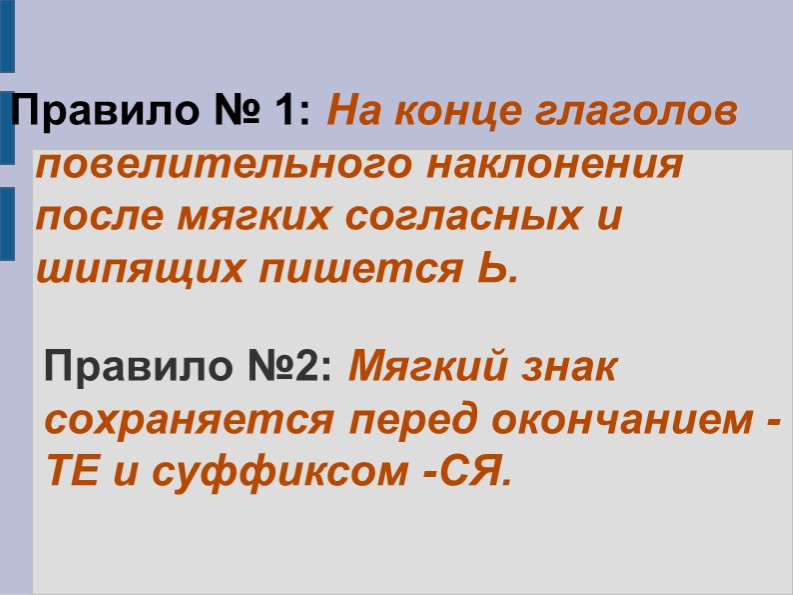 Правило № 1: На конце глаголов
повелительного наклонения
после мягких согласных и
шипящих пишется Ь.
Правило №2: Мягкий знак
сохраняется перед окончанием -
ТЕ и суффиксом -СЯ.